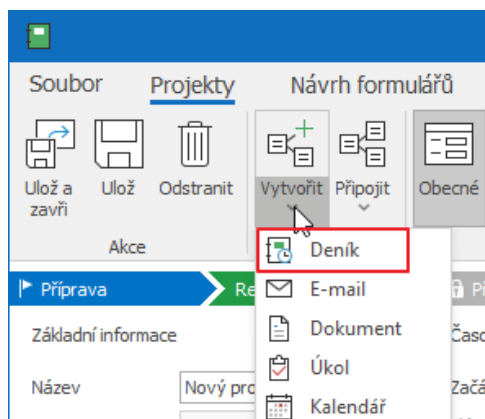 Soubor Projekty Návrh formulářů
Ulož a zavři Ulož Odstranit Vytvořit Připojit Obecné
Akce
Deník
Příprava
E-mail
Základní informace
Dokument
Úkol
Název Nový
Kalendář